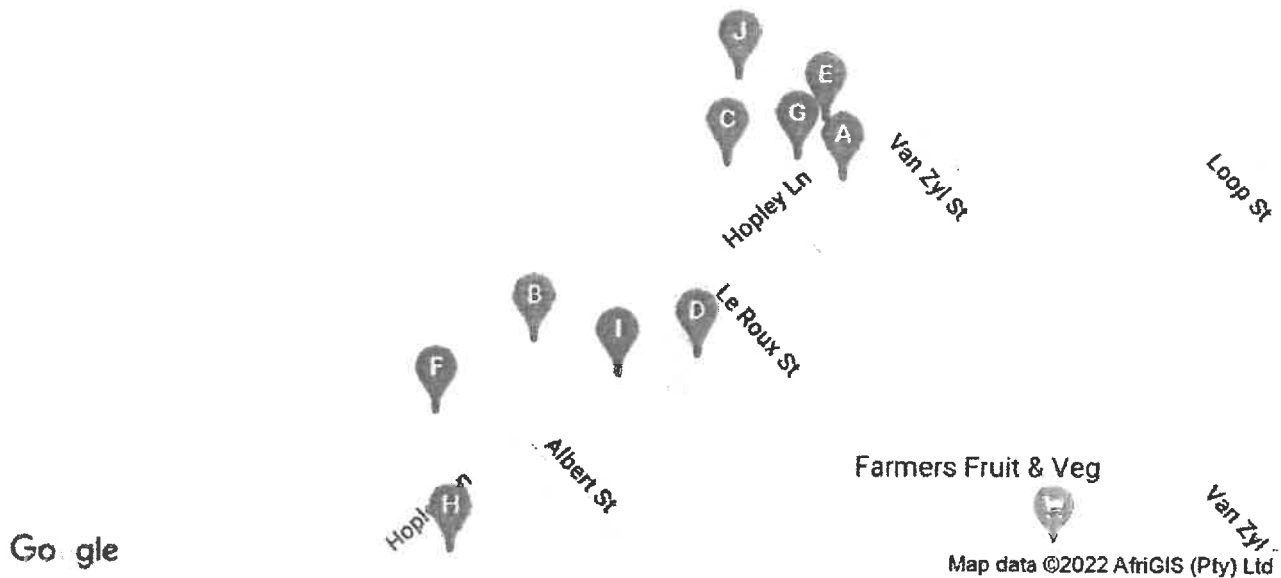 J
E
G
C
A
Van Zyl St
Loop St
Hopley Ln
B
D
Le Roux St
I
F
Albert St
Farmers Fruit & Veg
H
Van Zyl
Google
Map data ©2022 AfriGIS (Pty) Ltd